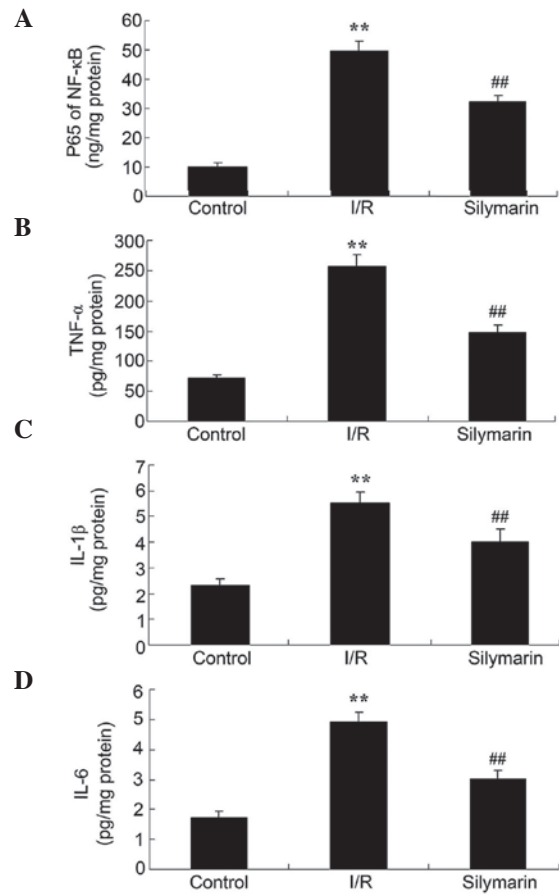 A
P65 of NF-κB
(ng/mg protein)
60
50
40
30
20
10
0
**
##
Control I/R Silymarin
B
TNF-α
(pg/mg protein)
300
250
200
150
100
50
0
**
##
Control I/R Silymarin
C
IL-1β
(pg/mg protein)
7
6
5
4
3
2
1
0
**
##
Control I/R Silymarin
D
IL-6
(pg/mg protein)
6
5
4
3
2
1
0
**
##
Control I/R Silymarin